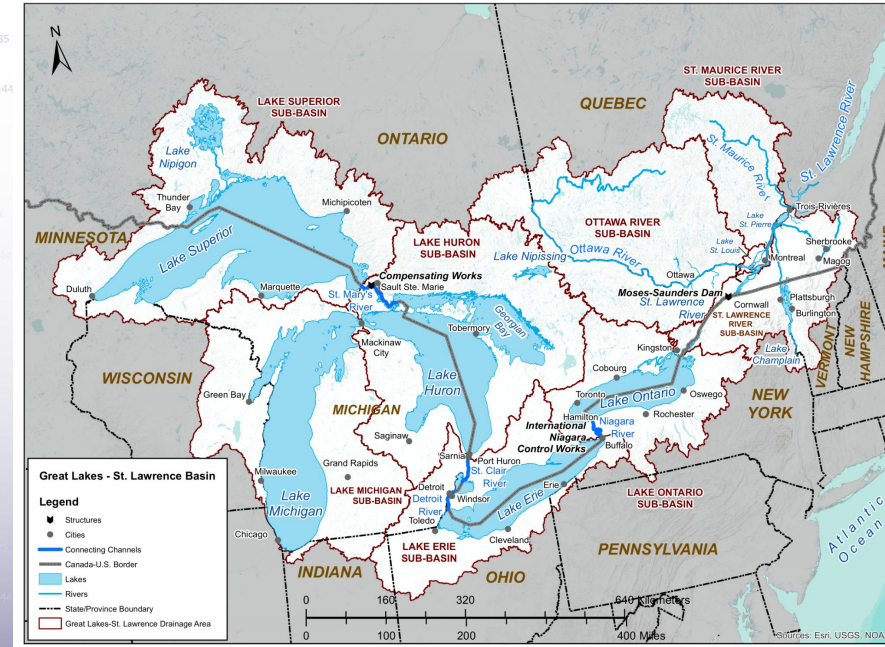 N
ST. MAURICE RIVER
SUB-BASIN
QUEBEC
LAKE SUPERIOR
SUB-BASIN
ONTARIO
Lake
Nipigon
St. Maurice River
St. Lawrence River
Thunder
Bay
Michipicoten
Trois-Rivières
MINNESOTA
Lake Superior
LAKE HURON
SUB-BASIN
OTTAWA RIVER
SUB-BASIN
Lake
St. Pierre
Lake
St. Louis
Sherbrooke
Magog
Lake Nipissing
Ottawa River
Montreal
Ottawa
Compensating Works
Sault Ste. Marie
Duluth
Marquette
St. Mary's
River
Georgian
Bay
Moses-Saunders Dam
St. Lawrence
River
Cornwall
Plattsburgh
Burlington
ST. LAWRENCE
RIVER
SUB-BASIN
Tobermory
Mackinaw
City
Kingston
Lake
Champlain
VERMONT
NEW
HAMPSHIRE
WISCONSIN
Lake
Huron
Cobourg
Green Bay
MICHIGAN
Toronto
Lake Ontario
Oswego
NEW
YORK
Hamilton
Rochester
International
Niagara
Control Works
Niagara
River
Buffalo
Saginaw
Sarnia
Port Huron
St. Clair
River
Grand Rapids
Milwaukee
Lake
Michigan
LAKE MICHIGAN
SUB-BASIN
Detroit
Windsor
Detroit
River
Lake Erie
Erie
LAKE ONTARIO
SUB-BASIN
Toledo
Cleveland
Chicago
LAKE ERIE
SUB-BASIN
PENNSYLVANIA
Atlantic
Ocean
INDIANA
OHIO
Great Lakes - St. Lawrence Basin
Legend
Structures
Cities
Connecting Channels
Canada-U.S. Border
Lakes
Rivers
State/Province Boundary
Great Lakes-St. Lawrence Drainage Area
0 160 320 640 Kilometers
0 100 200 400 Miles
Sources: Esri, USGS, NOA